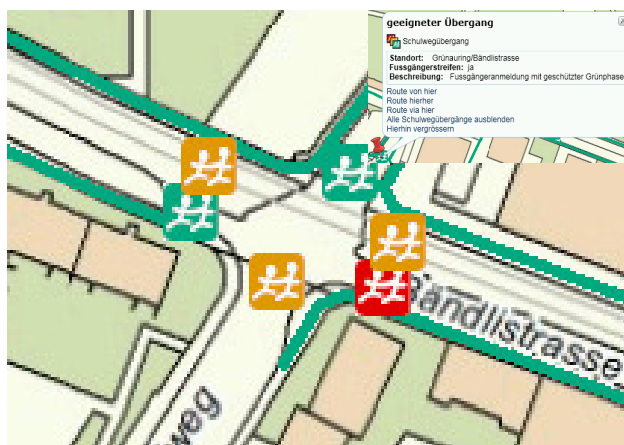 geeigneter Übergang
Schulwegübergang
Standort: Grünauring/Bändlistrasse
Fussgängerstreifen: ja
Beschreibung: Fussgängeranmeldung mit geschützter Grünphase
Route von hier
Route hierher
Route via hier
Alle Schulwegübergänge ausblenden
Hierhin vergrössern
Bändlistrasse
weg